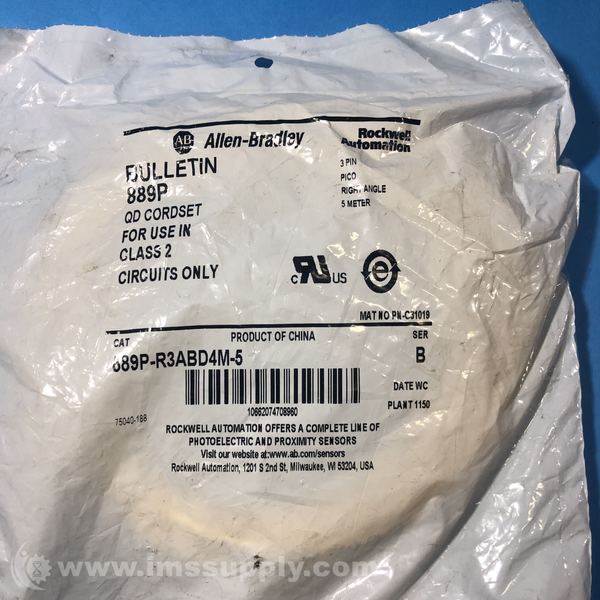 AB Allen-Bradley
Rockwell
Automation
BULLETIN
889P
QD CORDSET
FOR USE IN
CLASS 2
CIRCUITS ONLY
3 PIN
PICO
RIGHT ANGLE
5 METER
c RU US
e
MAT NO PN-C31019
CAT
PRODUCT OF CHINA
SER
889P-R3ABD4M-5
B
10662074708960
DATE WC
PLANT 1150
75040-188
ROCKWELL AUTOMATION OFFERS A COMPLETE LINE OF
PHOTOELECTRIC AND PROXIMITY SENSORS
Visit our website at:www.ab.com/sensors
Rockwell Automation, 1201 S 2nd St, Milwaukee, WI 53204, USA
www.imssupply.com